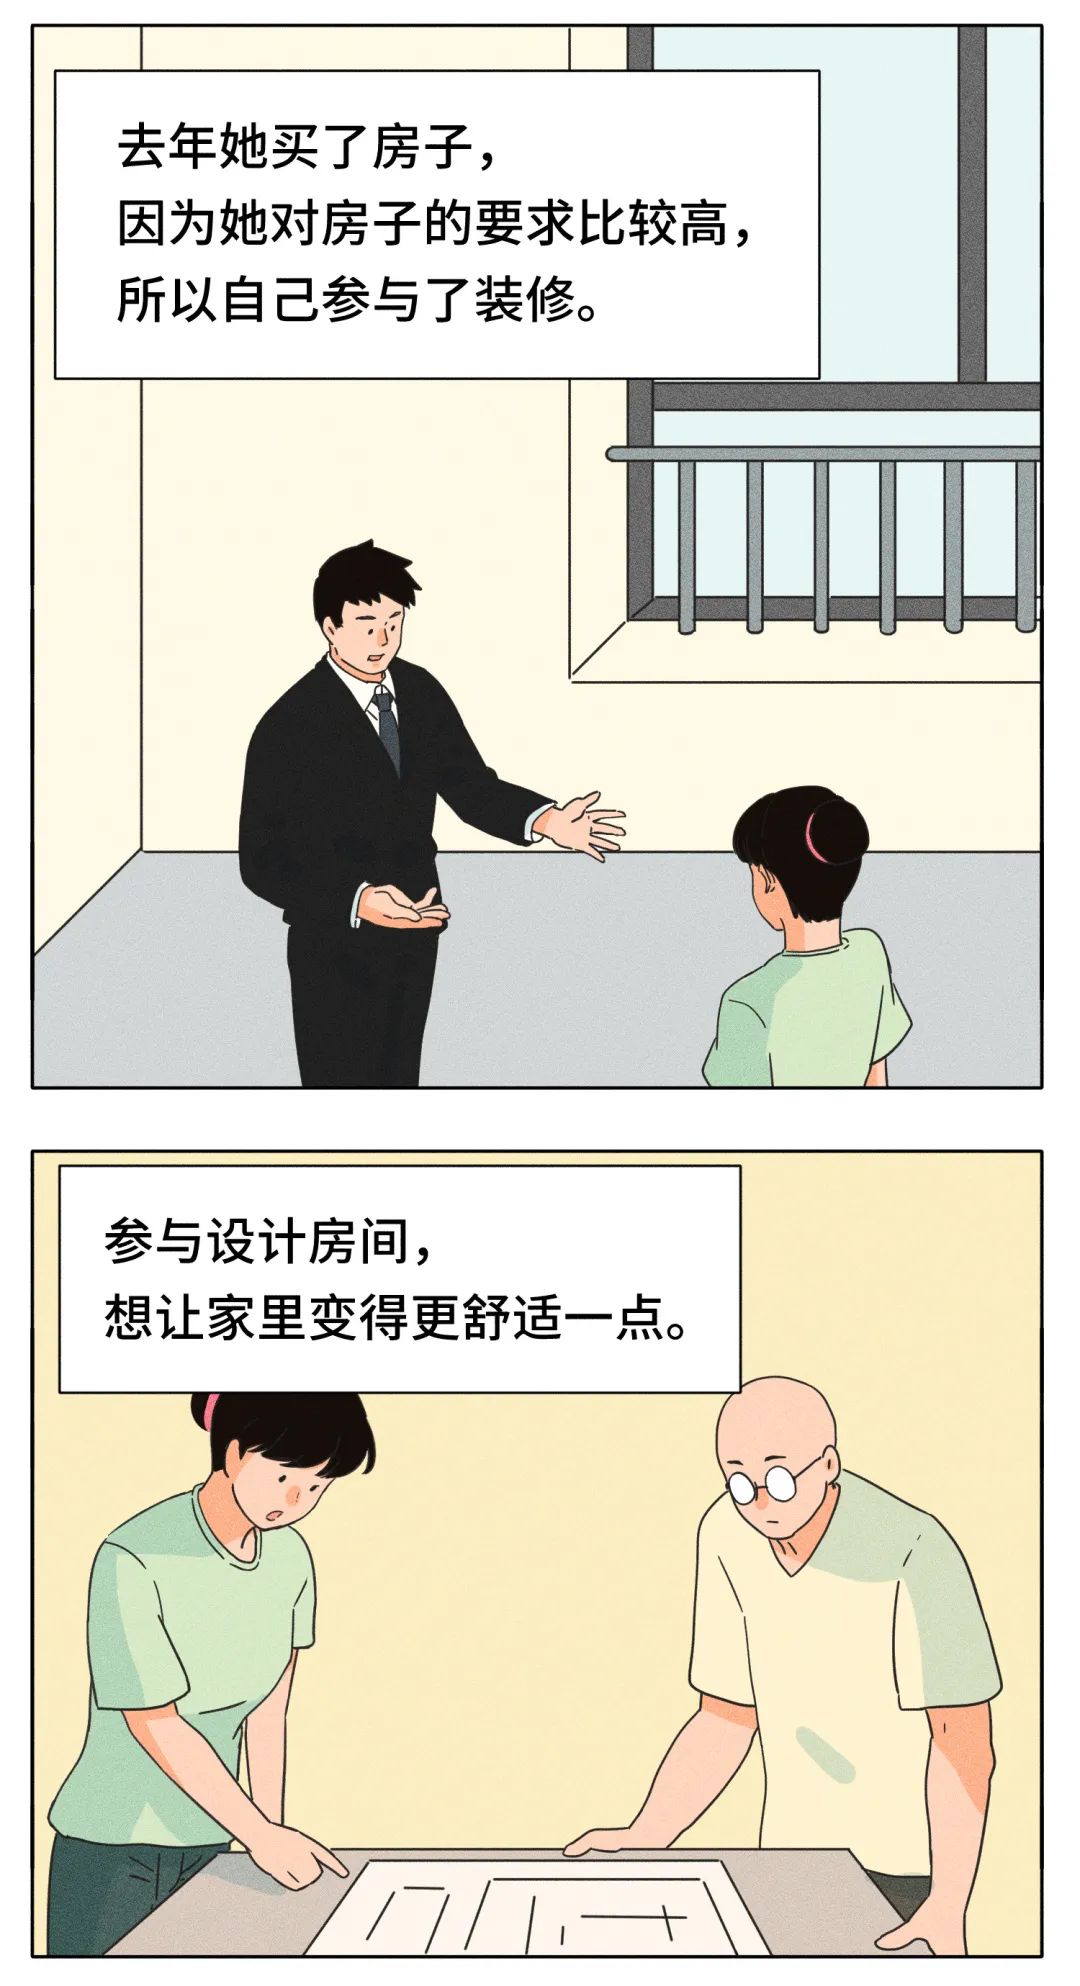 去年她买了房子，
因为她对房子的要求比较高，
所以自己参与了装修。
参与设计房间，
想让家里变得更舒适一点。